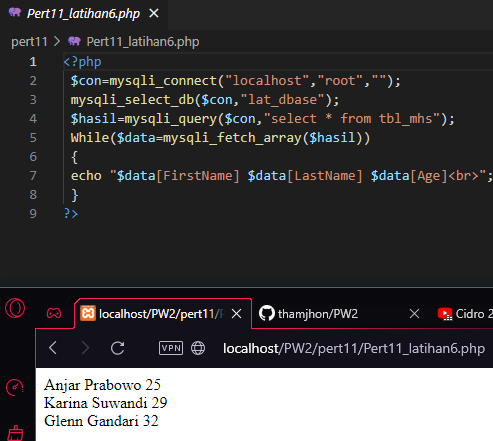 Pert11_latihan6.php
pert11 > Pert11_latihan6.php
1 <?php
2 $con=mysqli_connect("localhost","root","");
3 mysqli_select_db($con,"lat_dbase");
4 $hasil=mysqli_query($con,"select * from tbl_mhs");
5 While($data=mysqli_fetch_array($hasil))
6 {
7 echo "$data[FirstName] $data[LastName] $data[Age]<br>";
8 }
9 ?>
localhost/PW2/pert11/ thamjhon/PW2 Cidro 2
VPN localhost/PW2/pert11/Pert11_latihan6.php
Anjar Prabowo 25
Karina Suwandi 29
Glenn Gandari 32